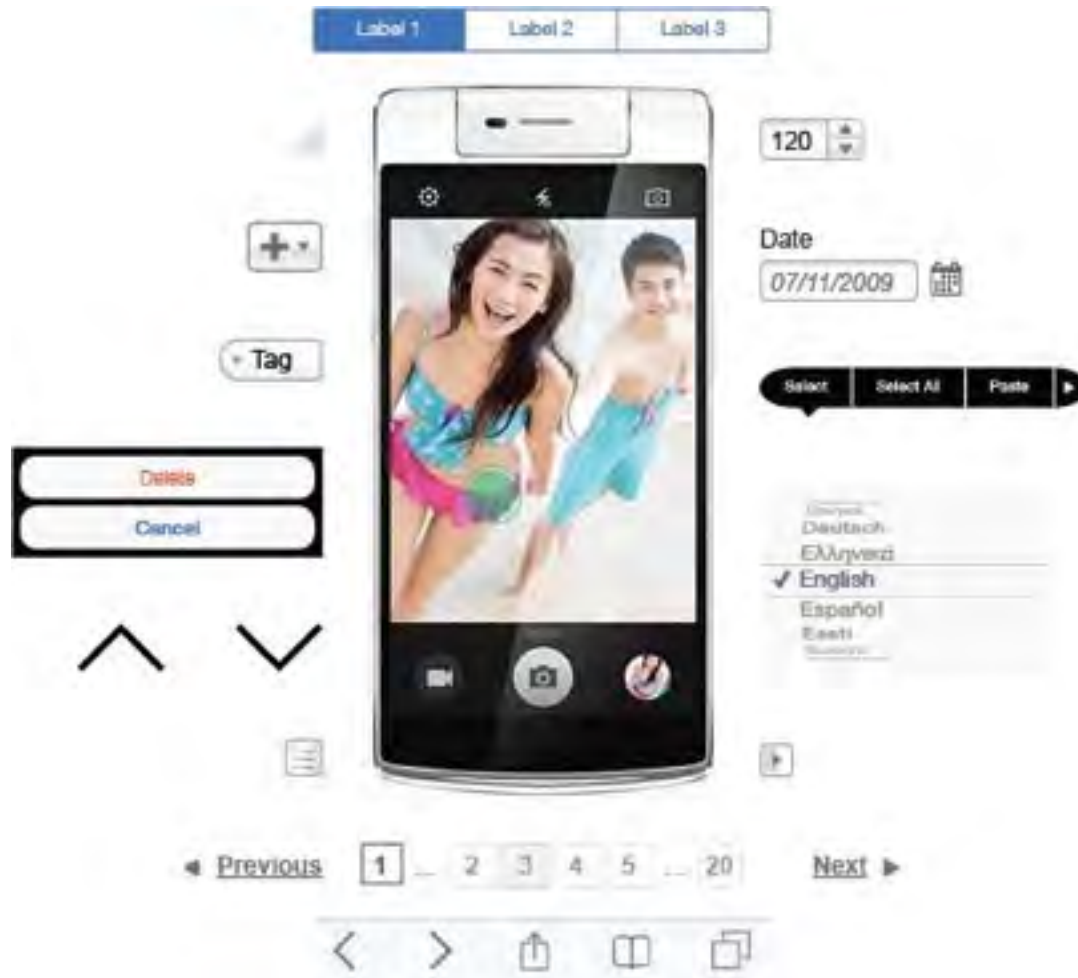 Label 1 Label 2 Label 3
120
Date
07/11/2009
Tag
Select Select All Paste
Delete
Cancel
Deutsch
Ελληνικά
✓ English
Español
Eesti
◀ Previous 1 ... 2 3 4 5 ... 20 Next ▶